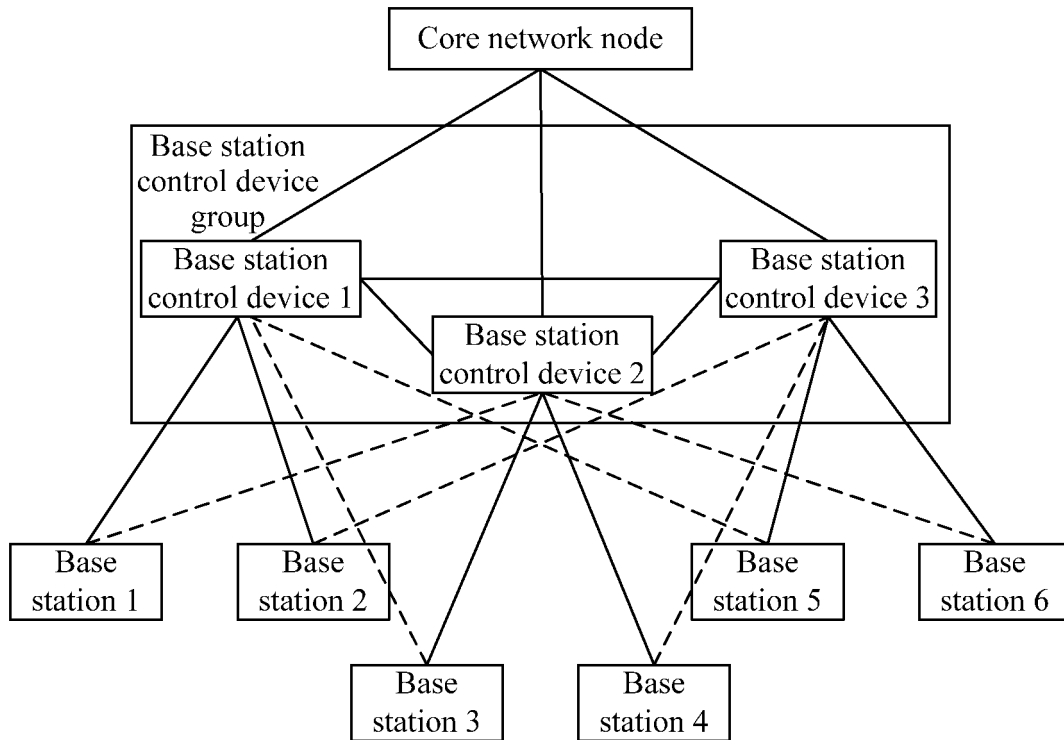 Core network node
Base station
control device
group
Base station
control device 1
Base station
control device 2
Base station
control device 3
Base
station 1
Base
station 2
Base
station 3
Base
station 4
Base
station 5
Base
station 6